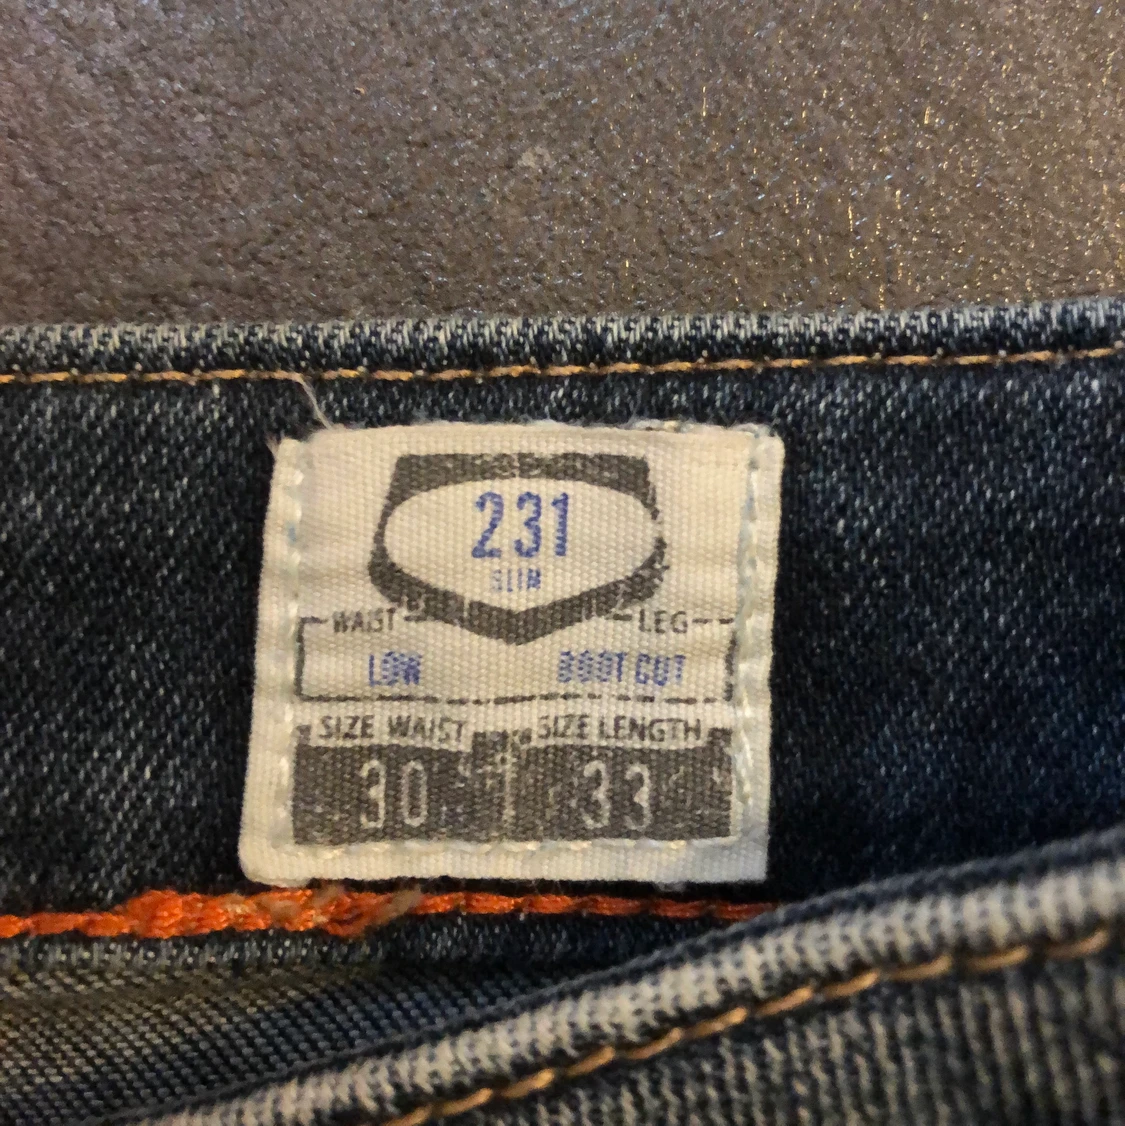 231
SLIM
WAIST LEG
LOW BOOT CUT
SIZE WAIST SIZE LENGTH
30 33